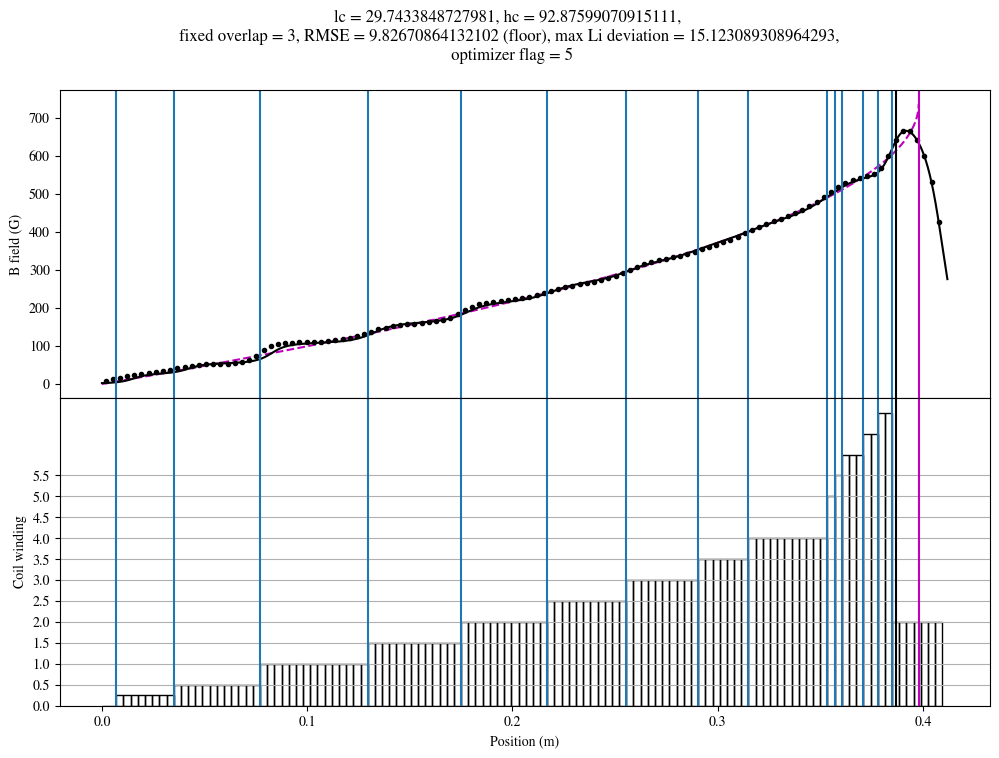 lc = 29.7433848727981, hc = 92.87599070915111,
fixed overlap = 3, RMSE = 9.82670864132102 (floor), max Li deviation = 15.123089308964293,
optimizer flag = 5
700
600
500
400
300
200
100
0
B field (G)
5.5
5.0
4.5
4.0
3.5
3.0
2.5
2.0
1.5
1.0
0.5
0.0
Coil winding
0.0 0.1 0.2 0.3 0.4
Position (m)